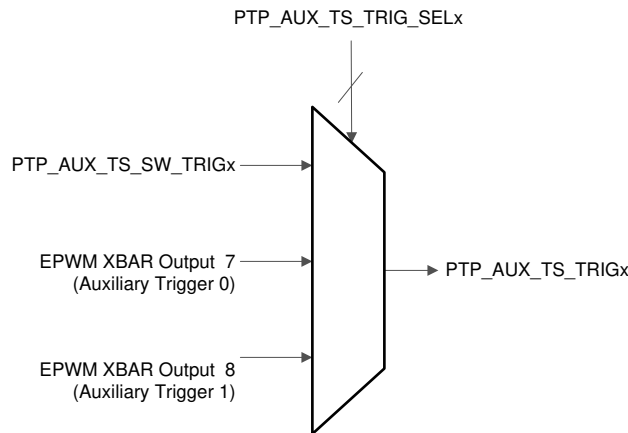 PTP_AUX_TS_TRIG_SELx
PTP_AUX_TS_SW_TRIGx
EPWM XBAR Output 7
(Auxiliary Trigger 0)
PTP_AUX_TS_TRIGx
EPWM XBAR Output 8
(Auxiliary Trigger 1)